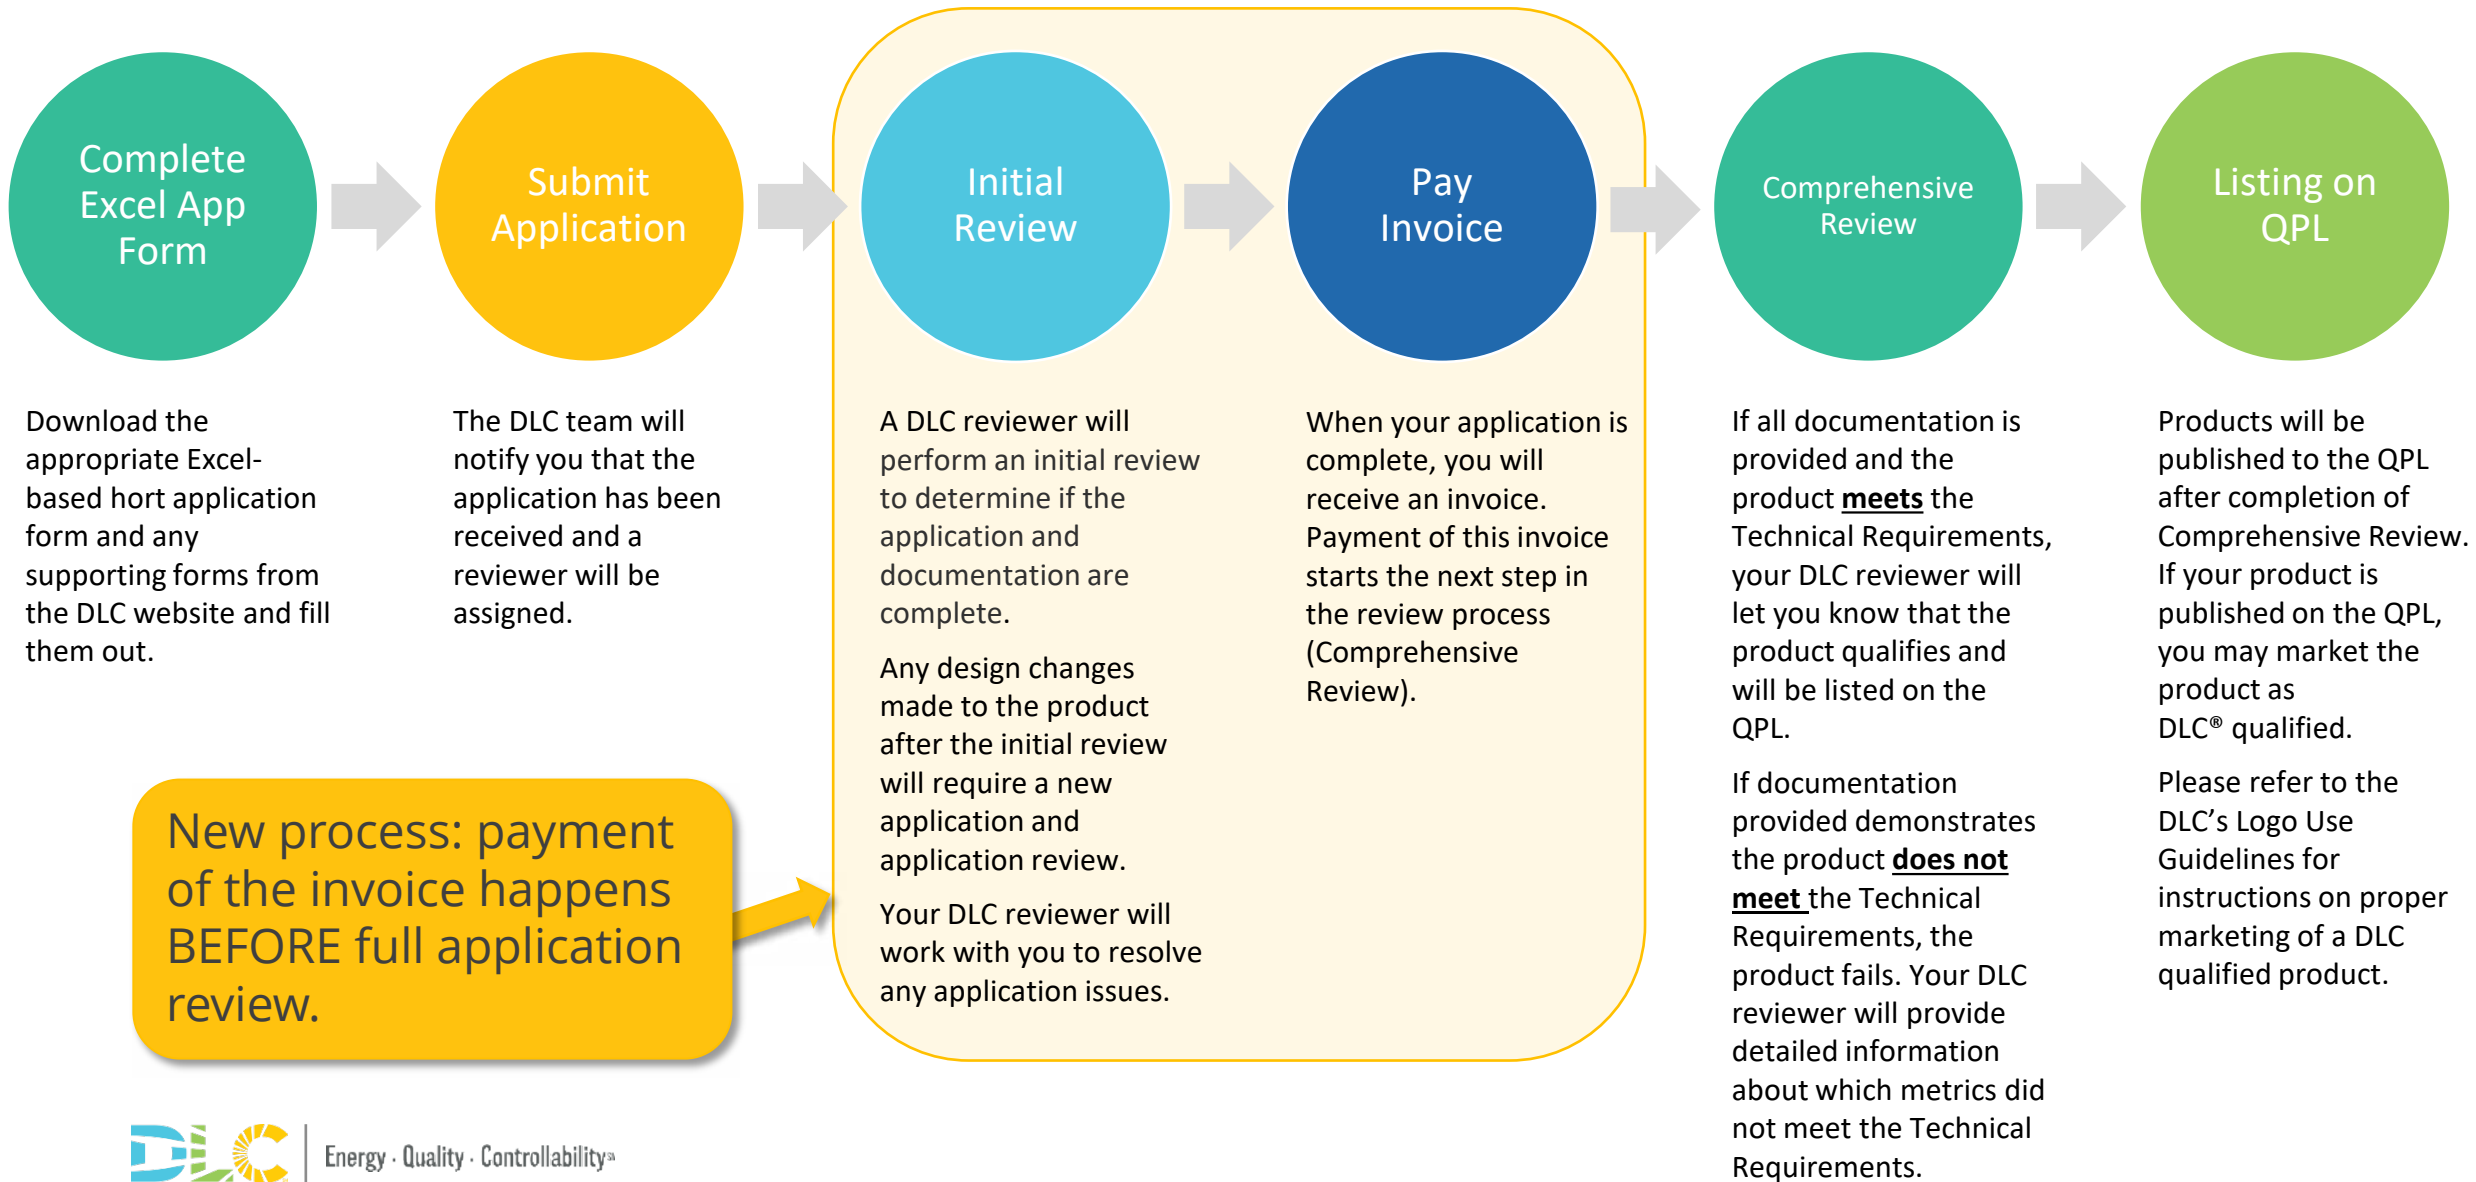 Complete
Excel App
Form
Submit
Application
Initial
Review
Pay
Invoice
Comprehensive
Review
Listing on
QPL
Download the
appropriate Excel-
based hort application
form and any
supporting forms from
the DLC website and fill
them out.
The DLC team will
notify you that the
application has been
received and a
reviewer will be
assigned.
A DLC reviewer will
perform an initial review
to determine if the
application and
documentation are
complete.
Any design changes
made to the product
after the initial review
will require a new
application and
application review.
Your DLC reviewer will
work with you to resolve
any application issues.
When your application is
complete, you will
receive an invoice.
Payment of this invoice
starts the next step in
the review process
(Comprehensive
Review).
If all documentation is
provided and the
product meets the
Technical Requirements,
your DLC reviewer will
let you know that the
product qualifies and
will be listed on the
QPL.
If documentation
provided demonstrates
the product does not
meet the Technical
Requirements, the
product fails. Your DLC
reviewer will provide
detailed information
about which metrics did
not meet the Technical
Requirements.
Products will be
published to the QPL
after completion of
Comprehensive Review.
If your product is
published on the QPL,
you may market the
product as
DLC® qualified.
Please refer to the
DLC’s Logo Use
Guidelines for
instructions on proper
marketing of a DLC
qualified product.
New process: payment
of the invoice happens
BEFORE full application
review.
DLC
Energy · Quality · Controllability℠